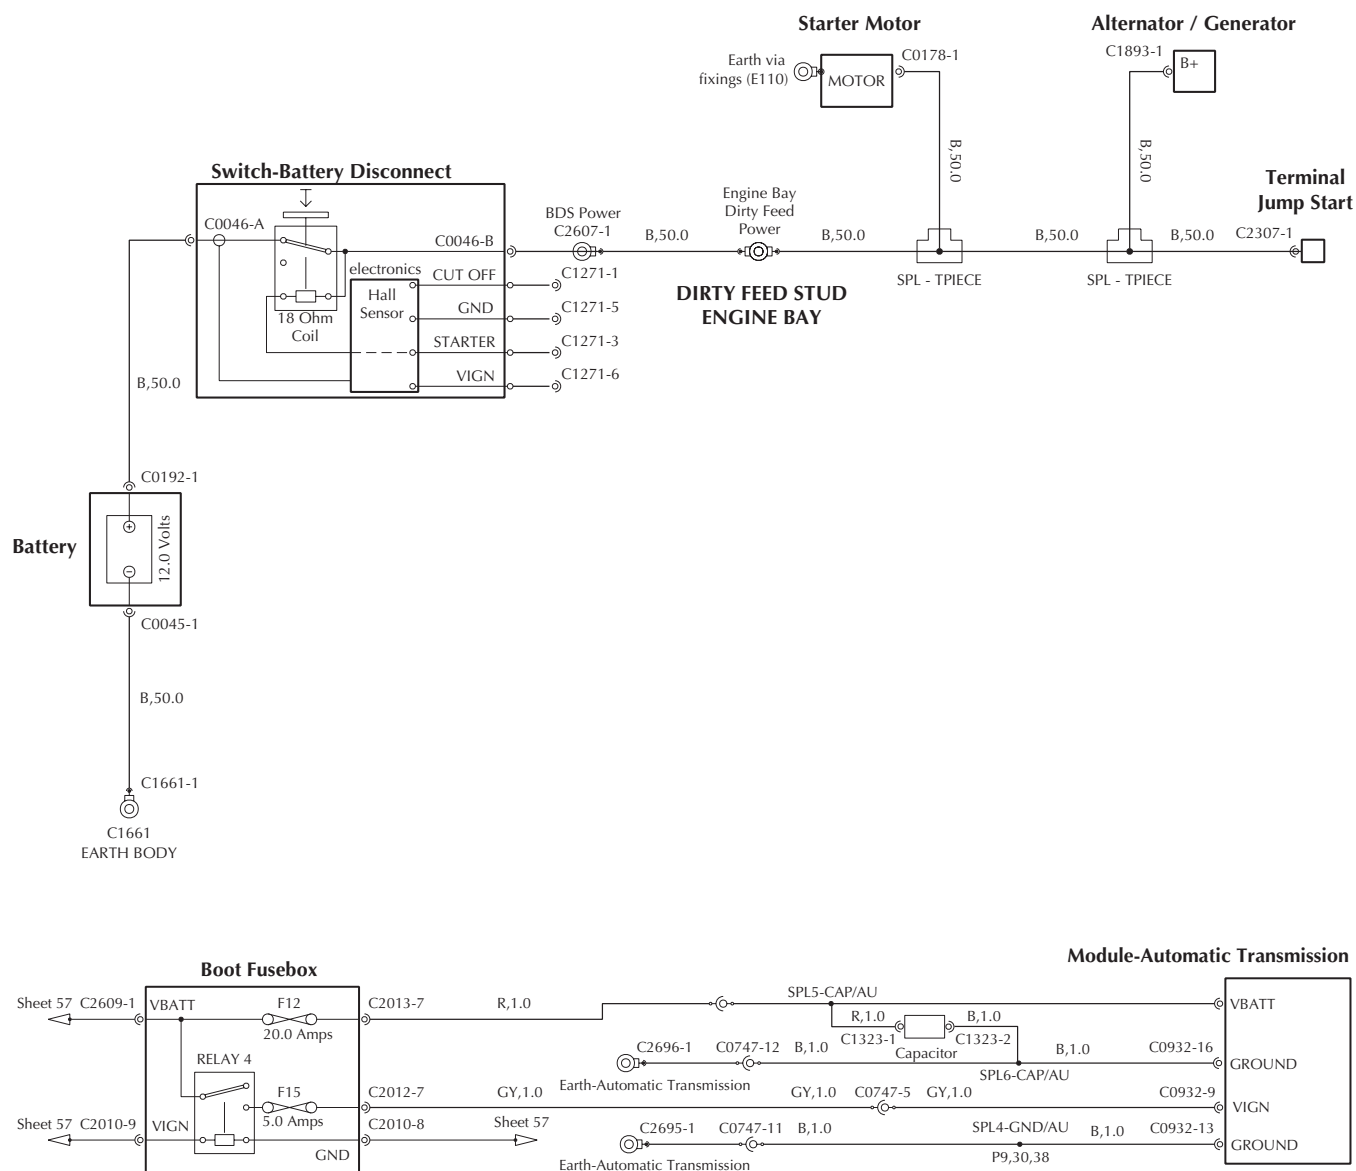 Starter Motor
Alternator / Generator
Earth via
fixings (E110)
MOTOR
C0178-1
C1893-1
B+
B,50.0
B,50.0
Terminal
Jump Start
Switch-Battery Disconnect
C0046-A
C0046-B
BDS Power
C2607-1
B,50.0
Engine Bay
Dirty Feed
Power
B,50.0
B,50.0
B,50.0
C2307-1
SPL - TPIECE
SPL - TPIECE
DIRTY FEED STUD
ENGINE BAY
electronics
Hall
Sensor
18 Ohm
Coil
CUT OFF
C1271-1
GND
C1271-5
STARTER
C1271-3
VIGN
C1271-6
B,50.0
C0192-1
Battery
12.0 Volts
C0045-1
B,50.0
C1661-1
C1661
EARTH BODY
Boot Fusebox
Module-Automatic Transmission
Sheet 57
C2609-1
VBATT
F12
20.0 Amps
C2013-7
R,1.0
SPL5-CAP/AU
VBATT
R,1.0
B,1.0
C1323-1
Capacitor
C1323-2
RELAY 4
C2696-1
C0747-12
B,1.0
B,1.0
C0932-16
GROUND
Earth-Automatic Transmission
SPL6-CAP/AU
F15
5.0 Amps
C2012-7
GY,1.0
GY,1.0
C0747-5
GY,1.0
C0932-9
VIGN
Sheet 57
C2010-9
VIGN
C2010-8
Sheet 57
GND
C2695-1
C0747-11
B,1.0
SPL4-GND/AU
B,1.0
C0932-13
GROUND
P9,30,38
Earth-Automatic Transmission